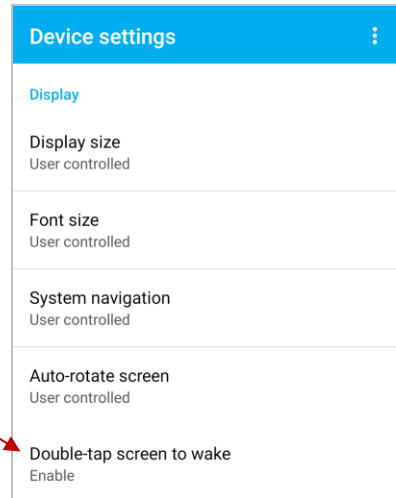 Device settings
Display
Display size
User controlled
Font size
User controlled
System navigation
User controlled
Auto-rotate screen
User controlled
Double-tap screen to wake
Enable